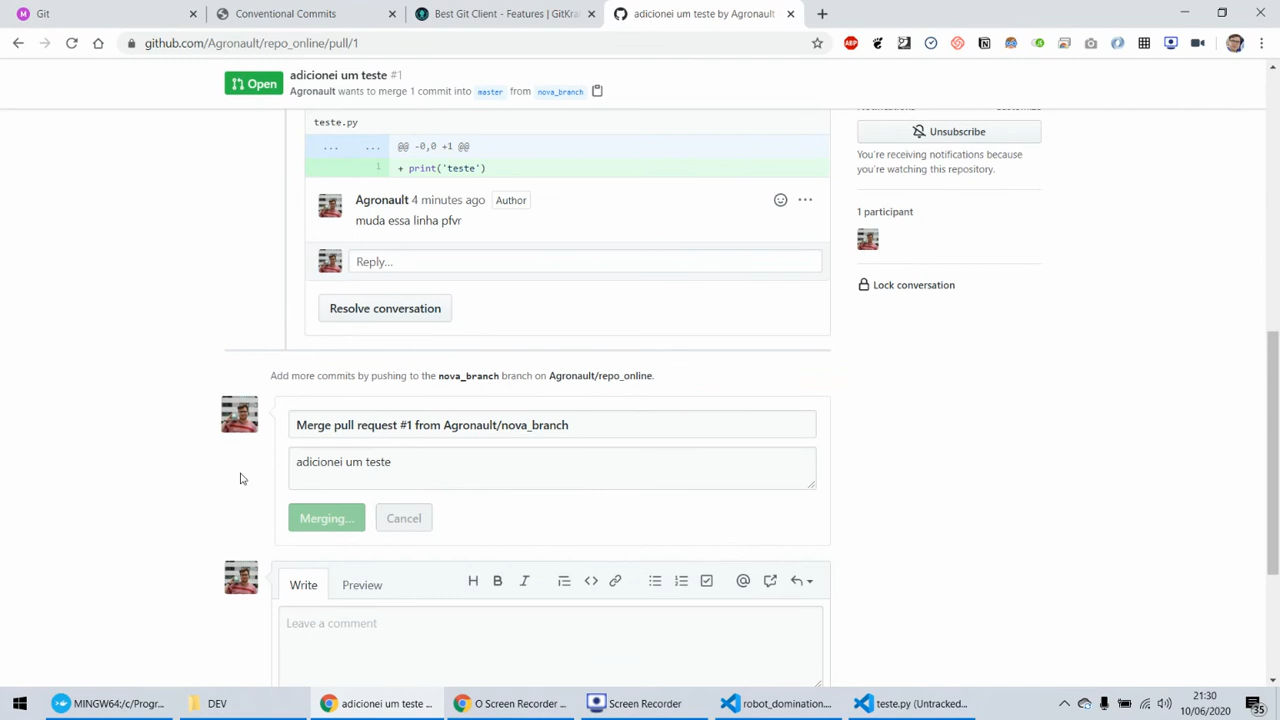 Git
Conventional Commits
Best Git Client - Features | GitKra
adicionei um teste by Agronault
github.com/Agronault/repo_online/pull/1
ABP
Open
adicionei um teste #1
Agronault wants to merge 1 commit into master from nova_branch
teste.py
... ... @@ -0,0 +1 @@
1 + print('teste')
Agronault 4 minutes ago Author
muda essa linha pfvr
Reply...
Resolve conversation
Unsubscribe
You're receiving notifications because
you're watching this repository.
1 participant
Lock conversation
Add more commits by pushing to the nova_branch branch on Agronault/repo_online.
Merge pull request #1 from Agronault/nova_branch
adicionei um teste
Merging... Cancel
Write Preview
Leave a comment
MINGW64:/c/Progr...
DEV
adicionei um teste ...
O Screen Recorder...
Screen Recorder
robot_domination...
teste.py (Untracked...
21:30
10/06/2020
35